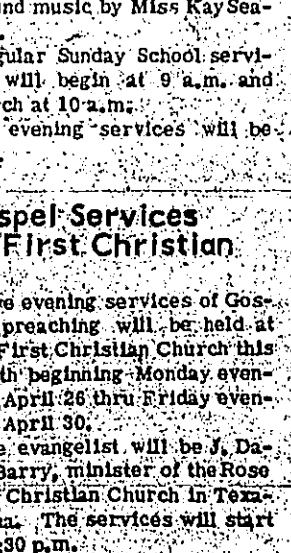 nd music by Miss Kay Sea-
gular Sunday School servi-
will begin at 9 a.m. and
rch at 10 a.m.
evening services will be
spel Services
First Christian
e evening services of Gos-
preaching will be held at
First Christian Church this
th beginning Monday even-
April 26 thru Friday even-
April 30.
e evangelist will be J. Da-
Barry, minister of the Rose
Christian Church in Texa-
na. The services will start
:30 p.m.